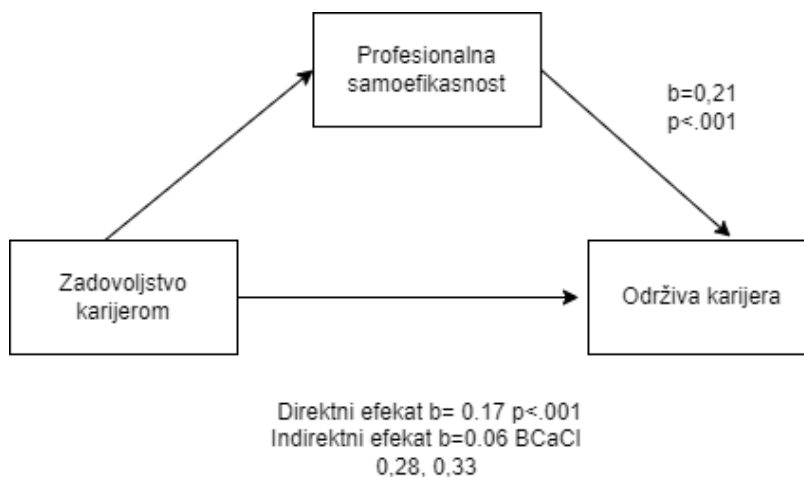 Profesionalna
samoefikasnost
b=0,21
p<.001
Zadovoljstvo
karijerom
Održiva karijera
Direktni efekat b= 0.17 p<.001
Indirektni efekat b=0.06 BCaCI
0,28, 0,33